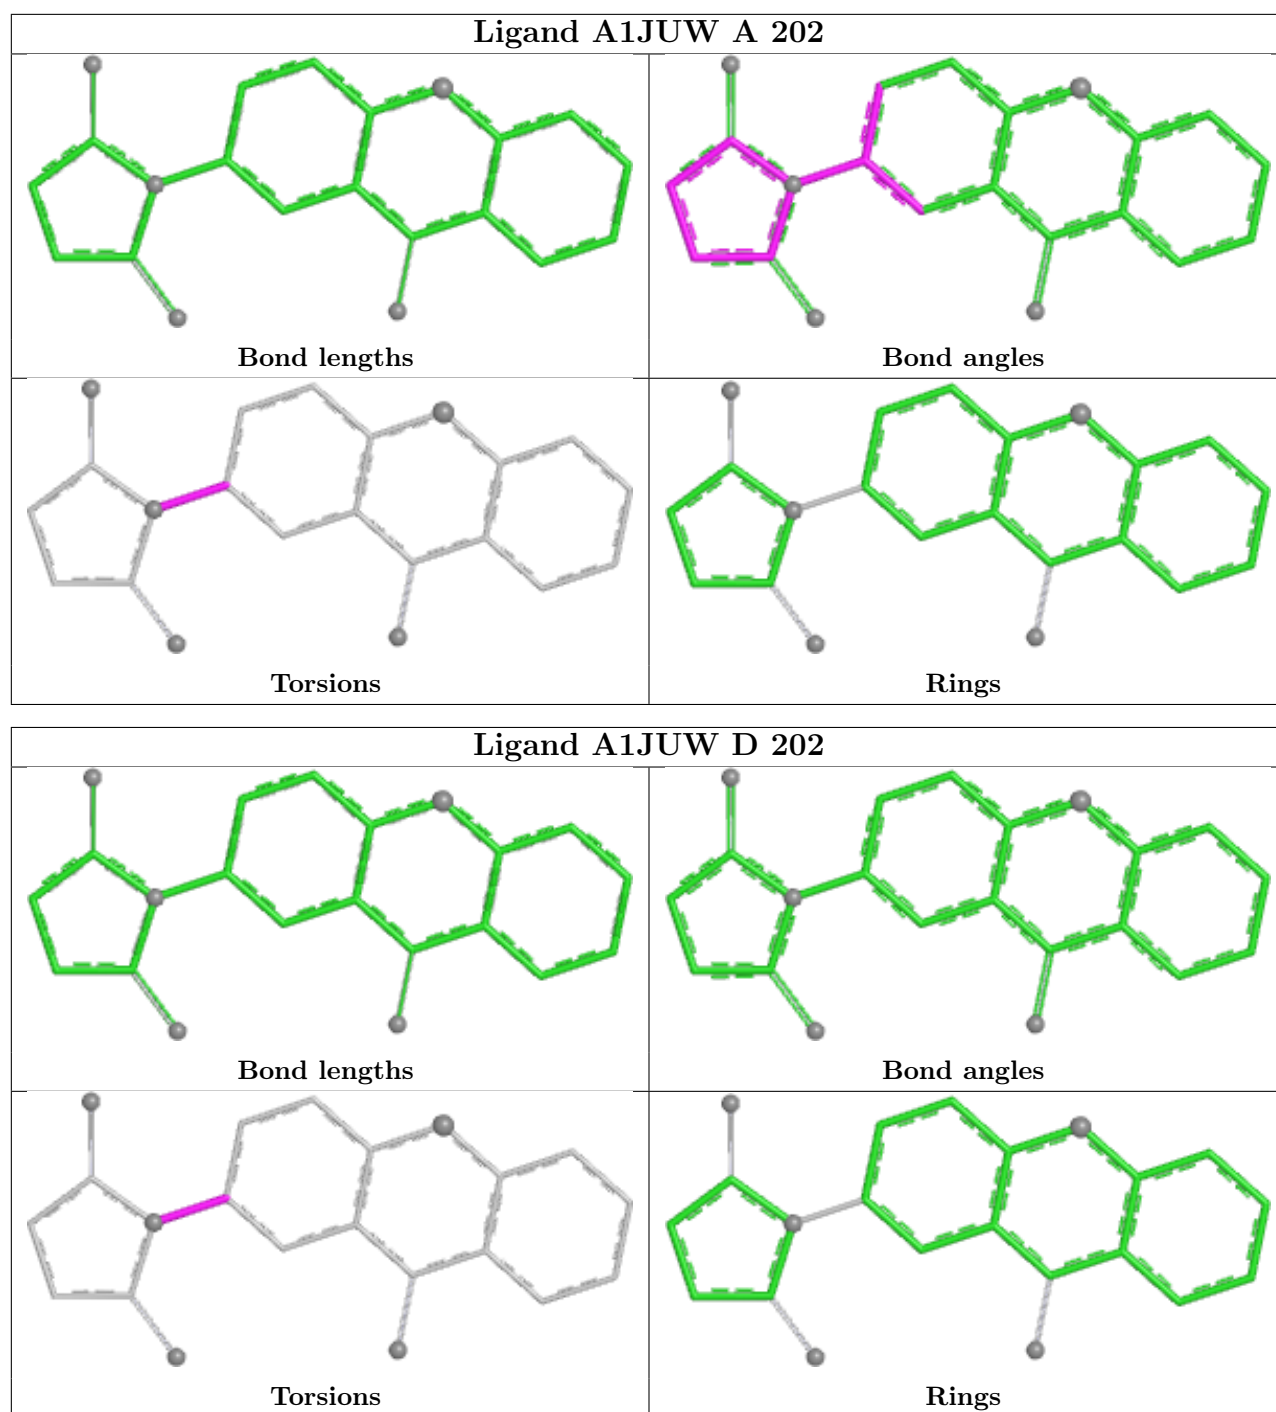 Ligand A1JUW A 202
Bond lengths
Bond angles
Torsions
Rings
Ligand A1JUW D 202
Bond lengths
Bond angles
Torsions
Rings